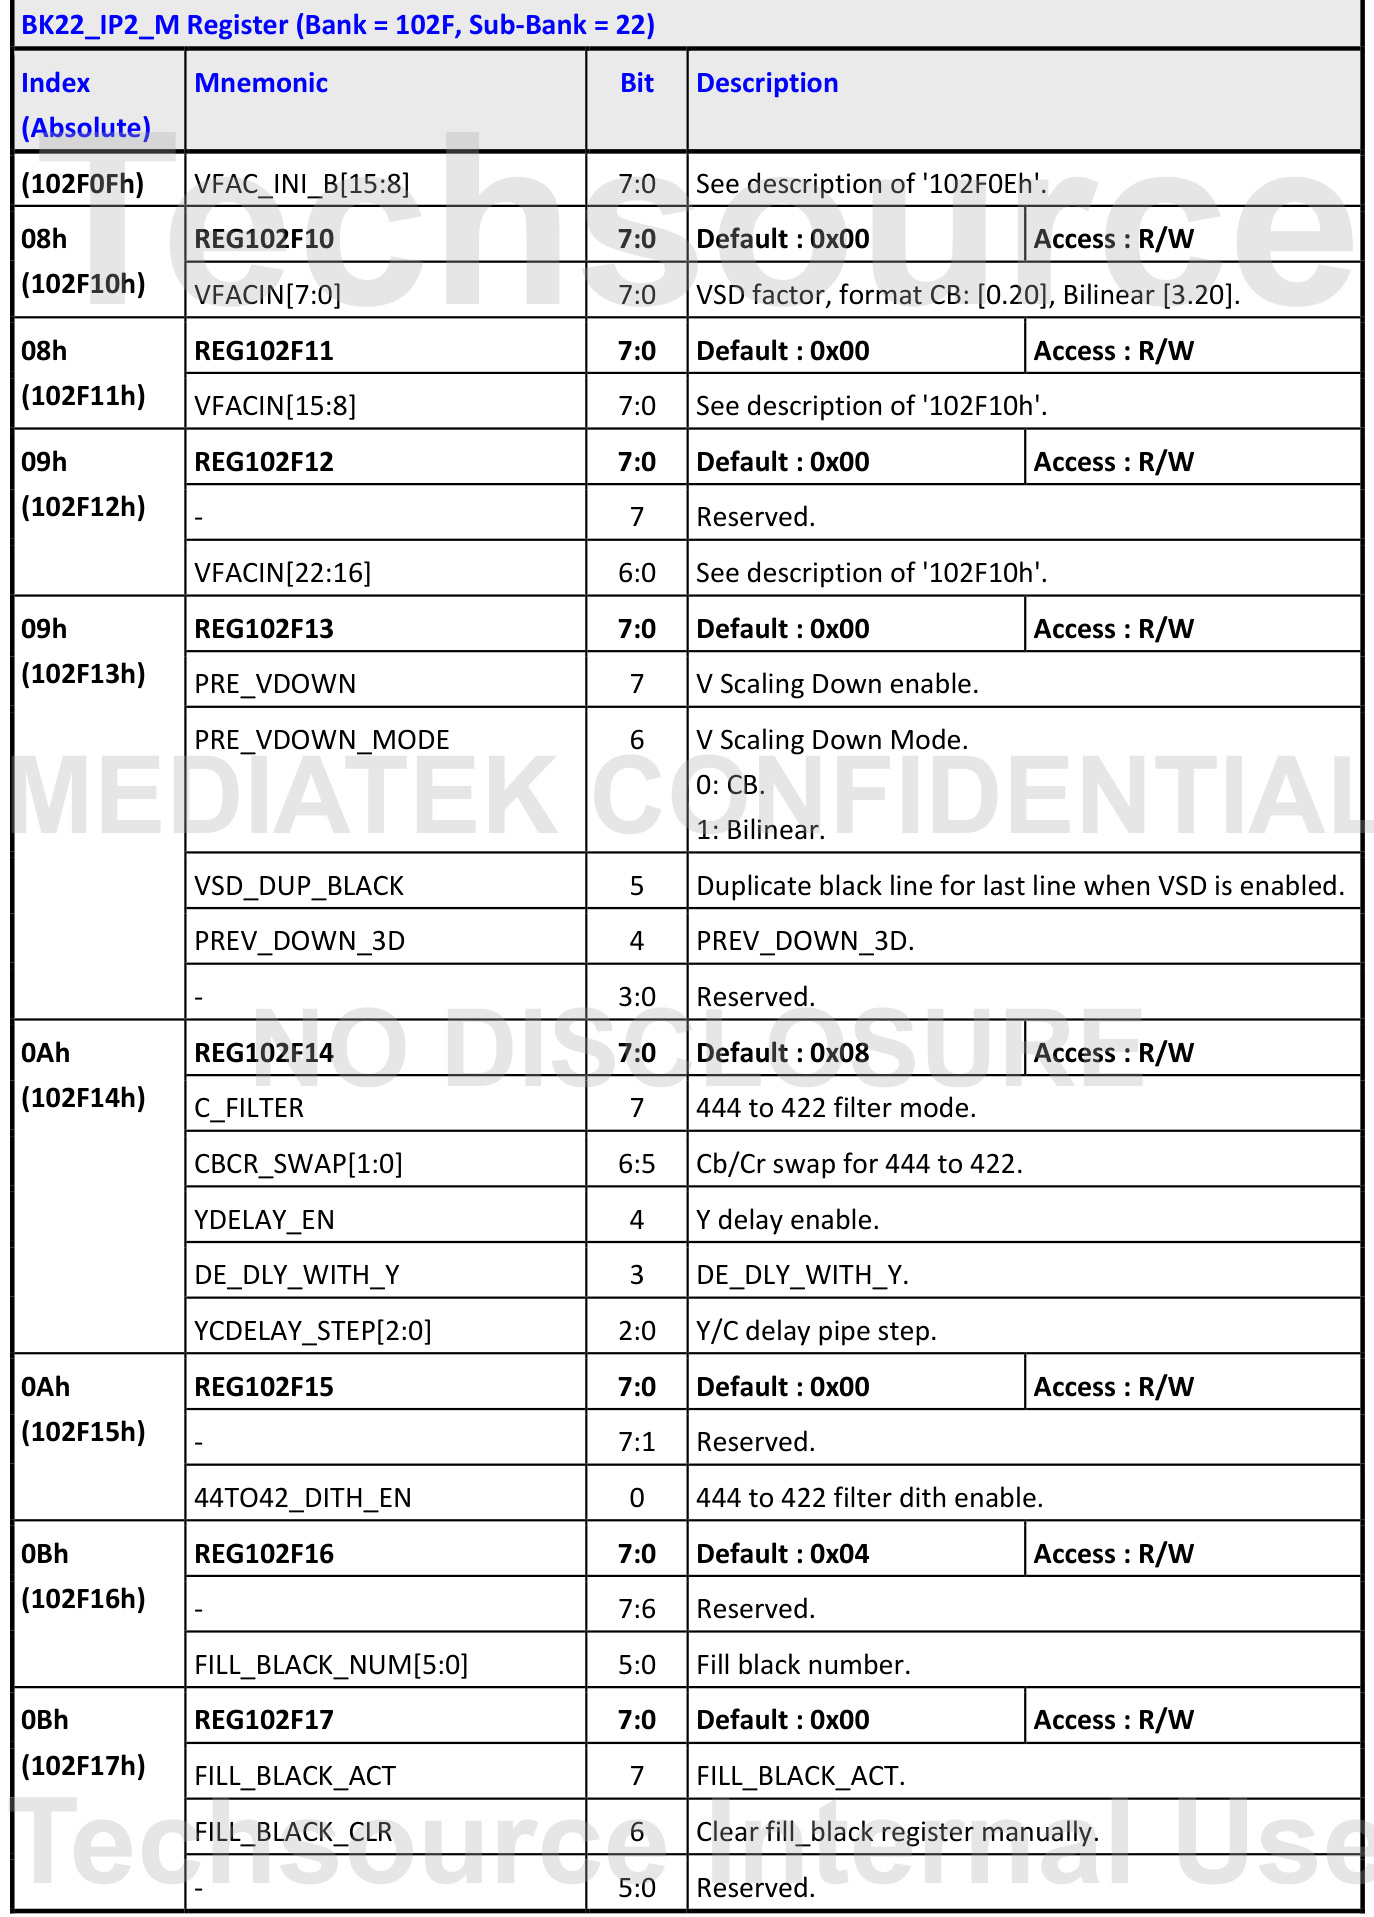 BK22_IP2_M Register (Bank = 102F, Sub-Bank = 22)
Index (Absolute) Mnemonic Bit Description
(102F0Fh) VFAC_INI_B[15:8] 7:0 See description of '102F0Eh'.
08h REG102F10 7:0 Default : 0x00 Access : R/W
(102F10h) VFACIN[7:0] 7:0 VSD factor, format CB: [0.20], Bilinear [3.20].
08h REG102F11 7:0 Default : 0x00 Access : R/W
(102F11h) VFACIN[15:8] 7:0 See description of '102F10h'.
09h REG102F12 7:0 Default : 0x00 Access : R/W
(102F12h) - 7 Reserved.
VFACIN[22:16] 6:0 See description of '102F10h'.
09h REG102F13 7:0 Default : 0x00 Access : R/W
(102F13h) PRE_VDOWN 7 V Scaling Down enable.
PRE_VDOWN_MODE 6 V Scaling Down Mode.
0: CB.
1: Bilinear.
VSD_DUP_BLACK 5 Duplicate black line for last line when VSD is enabled.
PREV_DOWN_3D 4 PREV_DOWN_3D.
- 3:0 Reserved.
0Ah REG102F14 7:0 Default : 0x08 Access : R/W
(102F14h) C_FILTER 7 444 to 422 filter mode.
CBCR_SWAP[1:0] 6:5 Cb/Cr swap for 444 to 422.
YDELAY_EN 4 Y delay enable.
DE_DLY_WITH_Y 3 DE_DLY_WITH_Y.
YCDELAY_STEP[2:0] 2:0 Y/C delay pipe step.
0Ah REG102F15 7:0 Default : 0x00 Access : R/W
(102F15h) - 7:1 Reserved.
44TO42_DITH_EN 0 444 to 422 filter dith enable.
0Bh REG102F16 7:0 Default : 0x04 Access : R/W
(102F16h) - 7:6 Reserved.
FILL_BLACK_NUM[5:0] 5:0 Fill black number.
0Bh REG102F17 7:0 Default : 0x00 Access : R/W
(102F17h) FILL_BLACK_ACT 7 FILL_BLACK_ACT.
FILL_BLACK_CLR 6 Clear fill_black register manually.
- 5:0 Reserved.
Techsource
MEDIATEK CONFIDENTIAL
NO DISCLOSURE
Techsource Internal Use